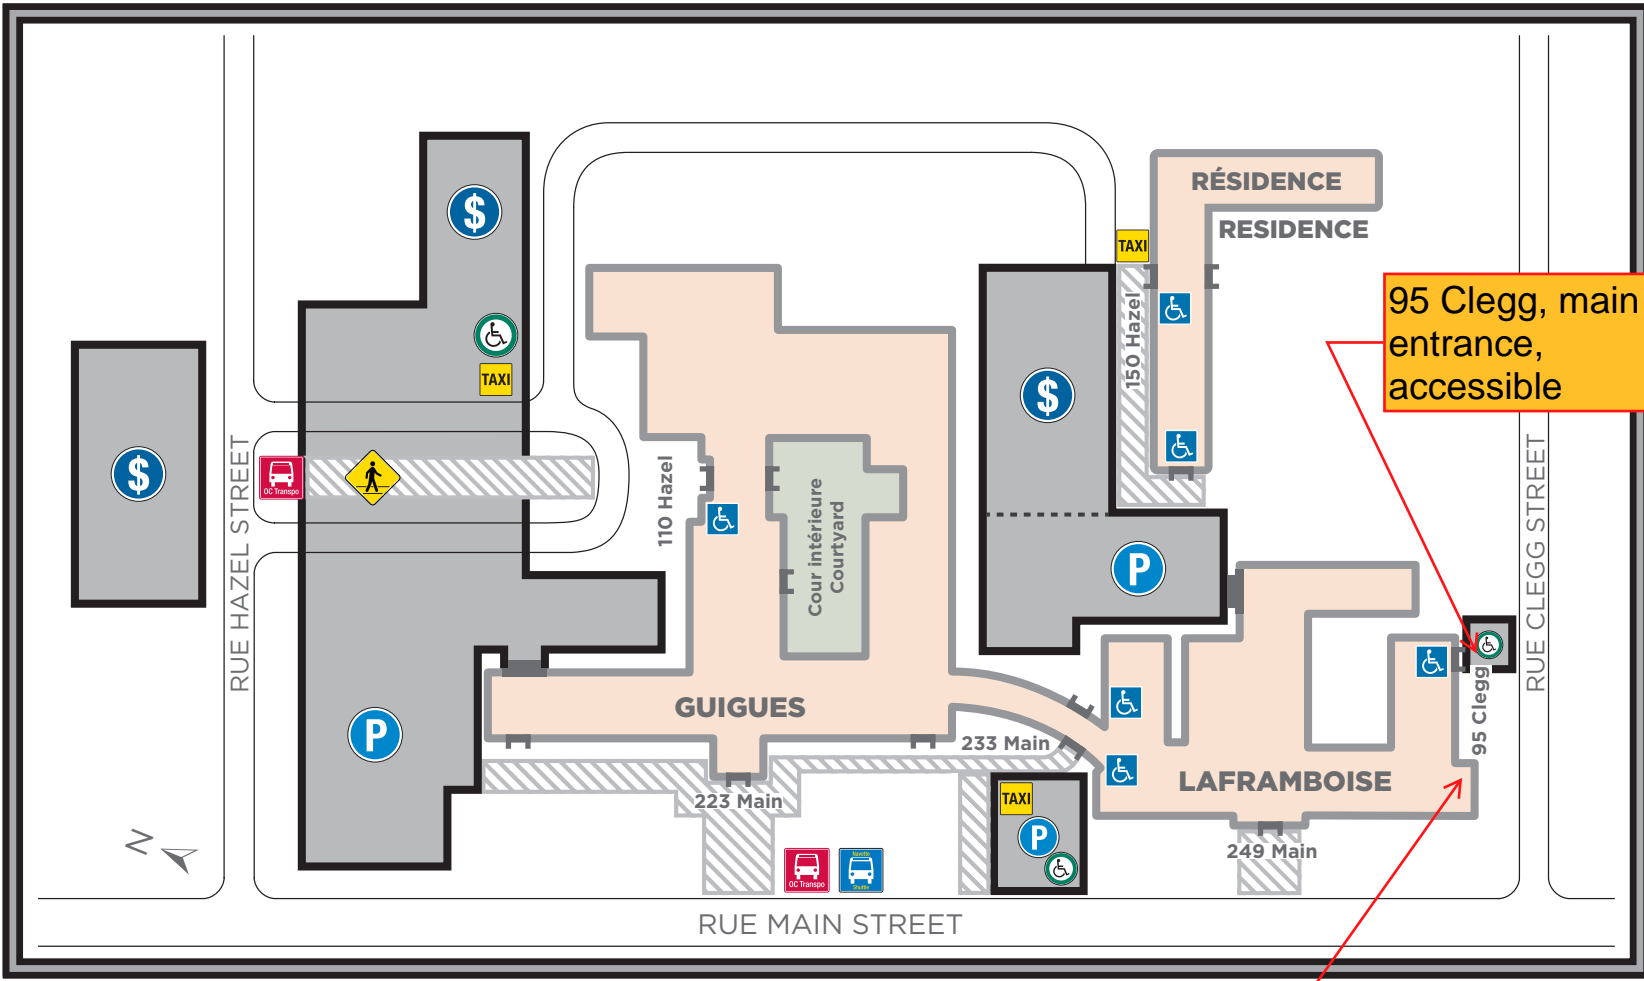 RÉSIDENCE
RESIDENCE
TAXI
150 Hazel
95 Clegg, main
entrance,
accessible
$
$
$
TAXI
OC Transpo
110 Hazel
Cour intérieure
Courtyard
RUE HAZEL STREET
RUE CLEGG STREET
P
P
GUIGUES
233 Main
95 Clegg
LAFRAMBOISE
TAXI
P
223 Main
249 Main
OC Transpo
Navette
Shuttle
N
RUE MAIN STREET